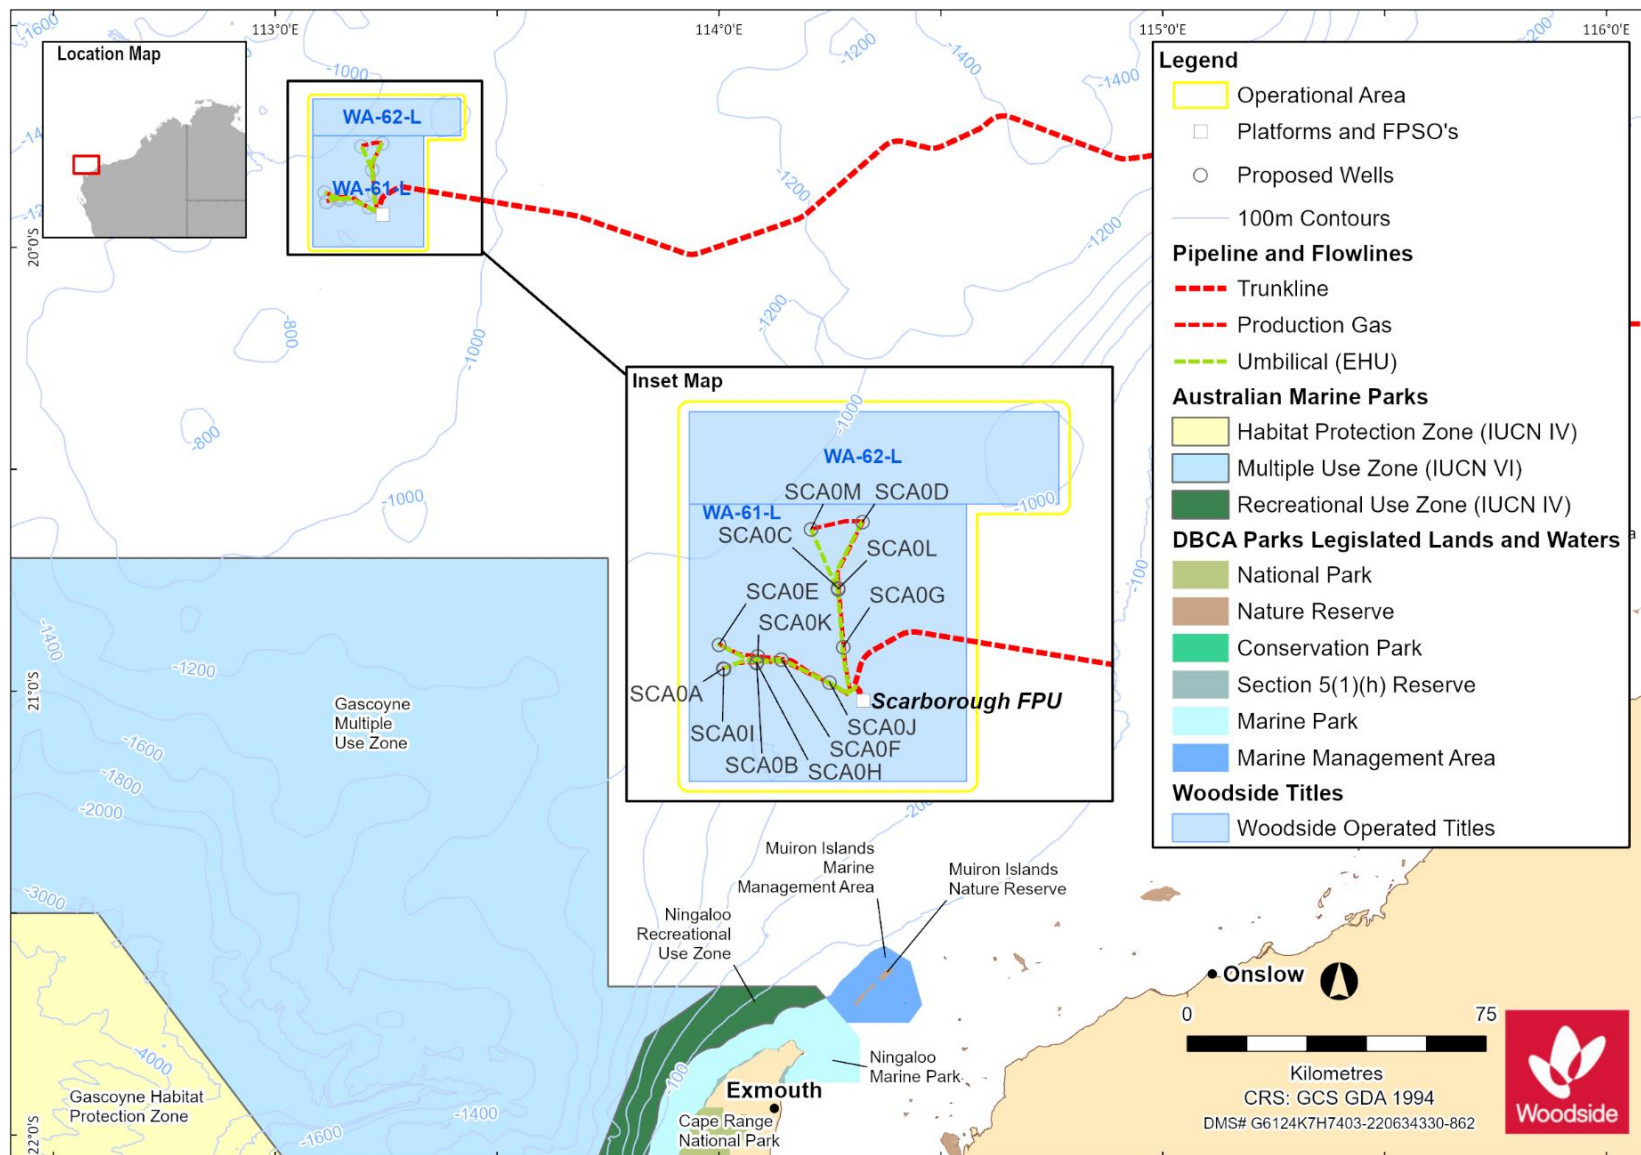 -1600
113°0'E
114°0'E
115°0'E
116°0'E
Location Map
-1000
-1200
-1400
-1400
-200
WA-62-L
WA-61-L
-1200
-1200
-1200
20°0'S
-800
-1000
-800
-1000
-100
Inset Map
-1000
WA-62-L
SCA0M
SCA0D
-1000
WA-61-L
SCA0C
SCA0L
SCA0E
SCA0G
SCA0K
SCA0A
Scarborough FPU
SCA0I
SCA0J
SCA0F
SCA0B
SCA0H
Legend
Operational Area
Platforms and FPSO's
Proposed Wells
100m Contours
Pipeline and Flowlines
Trunkline
Production Gas
Umbilical (EHU)
Australian Marine Parks
Habitat Protection Zone (IUCN IV)
Multiple Use Zone (IUCN VI)
Recreational Use Zone (IUCN IV)
DBCA Parks Legislated Lands and Waters
National Park
Nature Reserve
Conservation Park
Section 5(1)(h) Reserve
Marine Park
Marine Management Area
Woodside Titles
Woodside Operated Titles
-1400
-1200
21°0'S
Gascoyne
Multiple
Use Zone
-1600
-1800
-2000
-3000
-4000
-1400
-1600
-100
Muiron Islands
Marine
Management Area
Muiron Islands
Nature Reserve
Ningaloo
Recreational
Use Zone
Onslow
0
75
Kilometres
CRS: GCS GDA 1994
DMS# G6124K7H7403-220634330-862
Woodside
Ningaloo
Marine Park
Exmouth
Cape Range
National Park
Gascoyne Habitat
Protection Zone
22°0'S